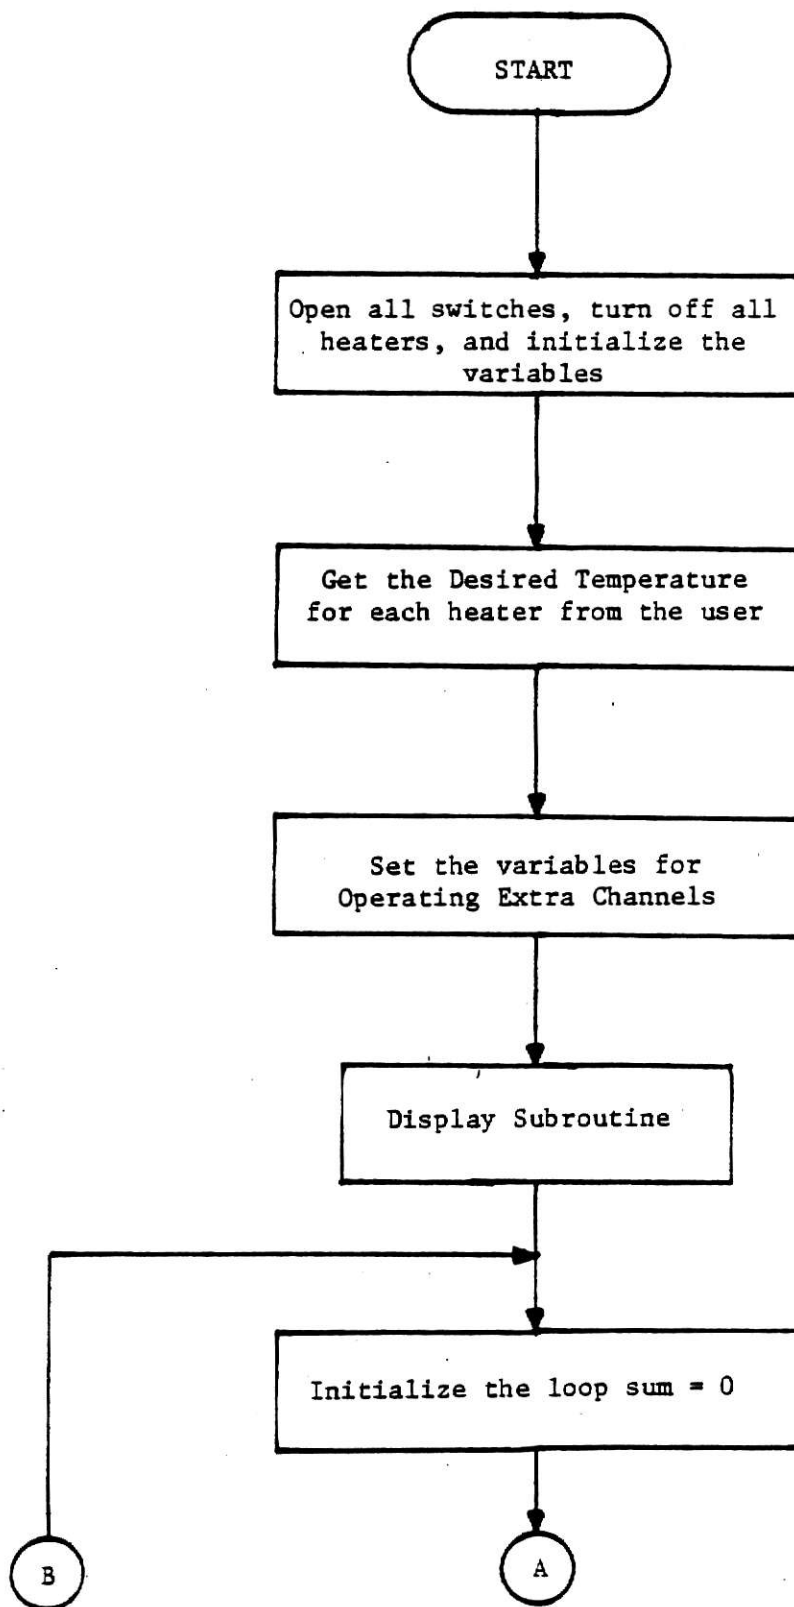 START
Open all switches, turn off all
heaters, and initialize the
variables
Get the Desired Temperature
for each heater from the user
Set the variables for
Operating Extra Channels
Display Subroutine
Initialize the loop sum = 0
B
A